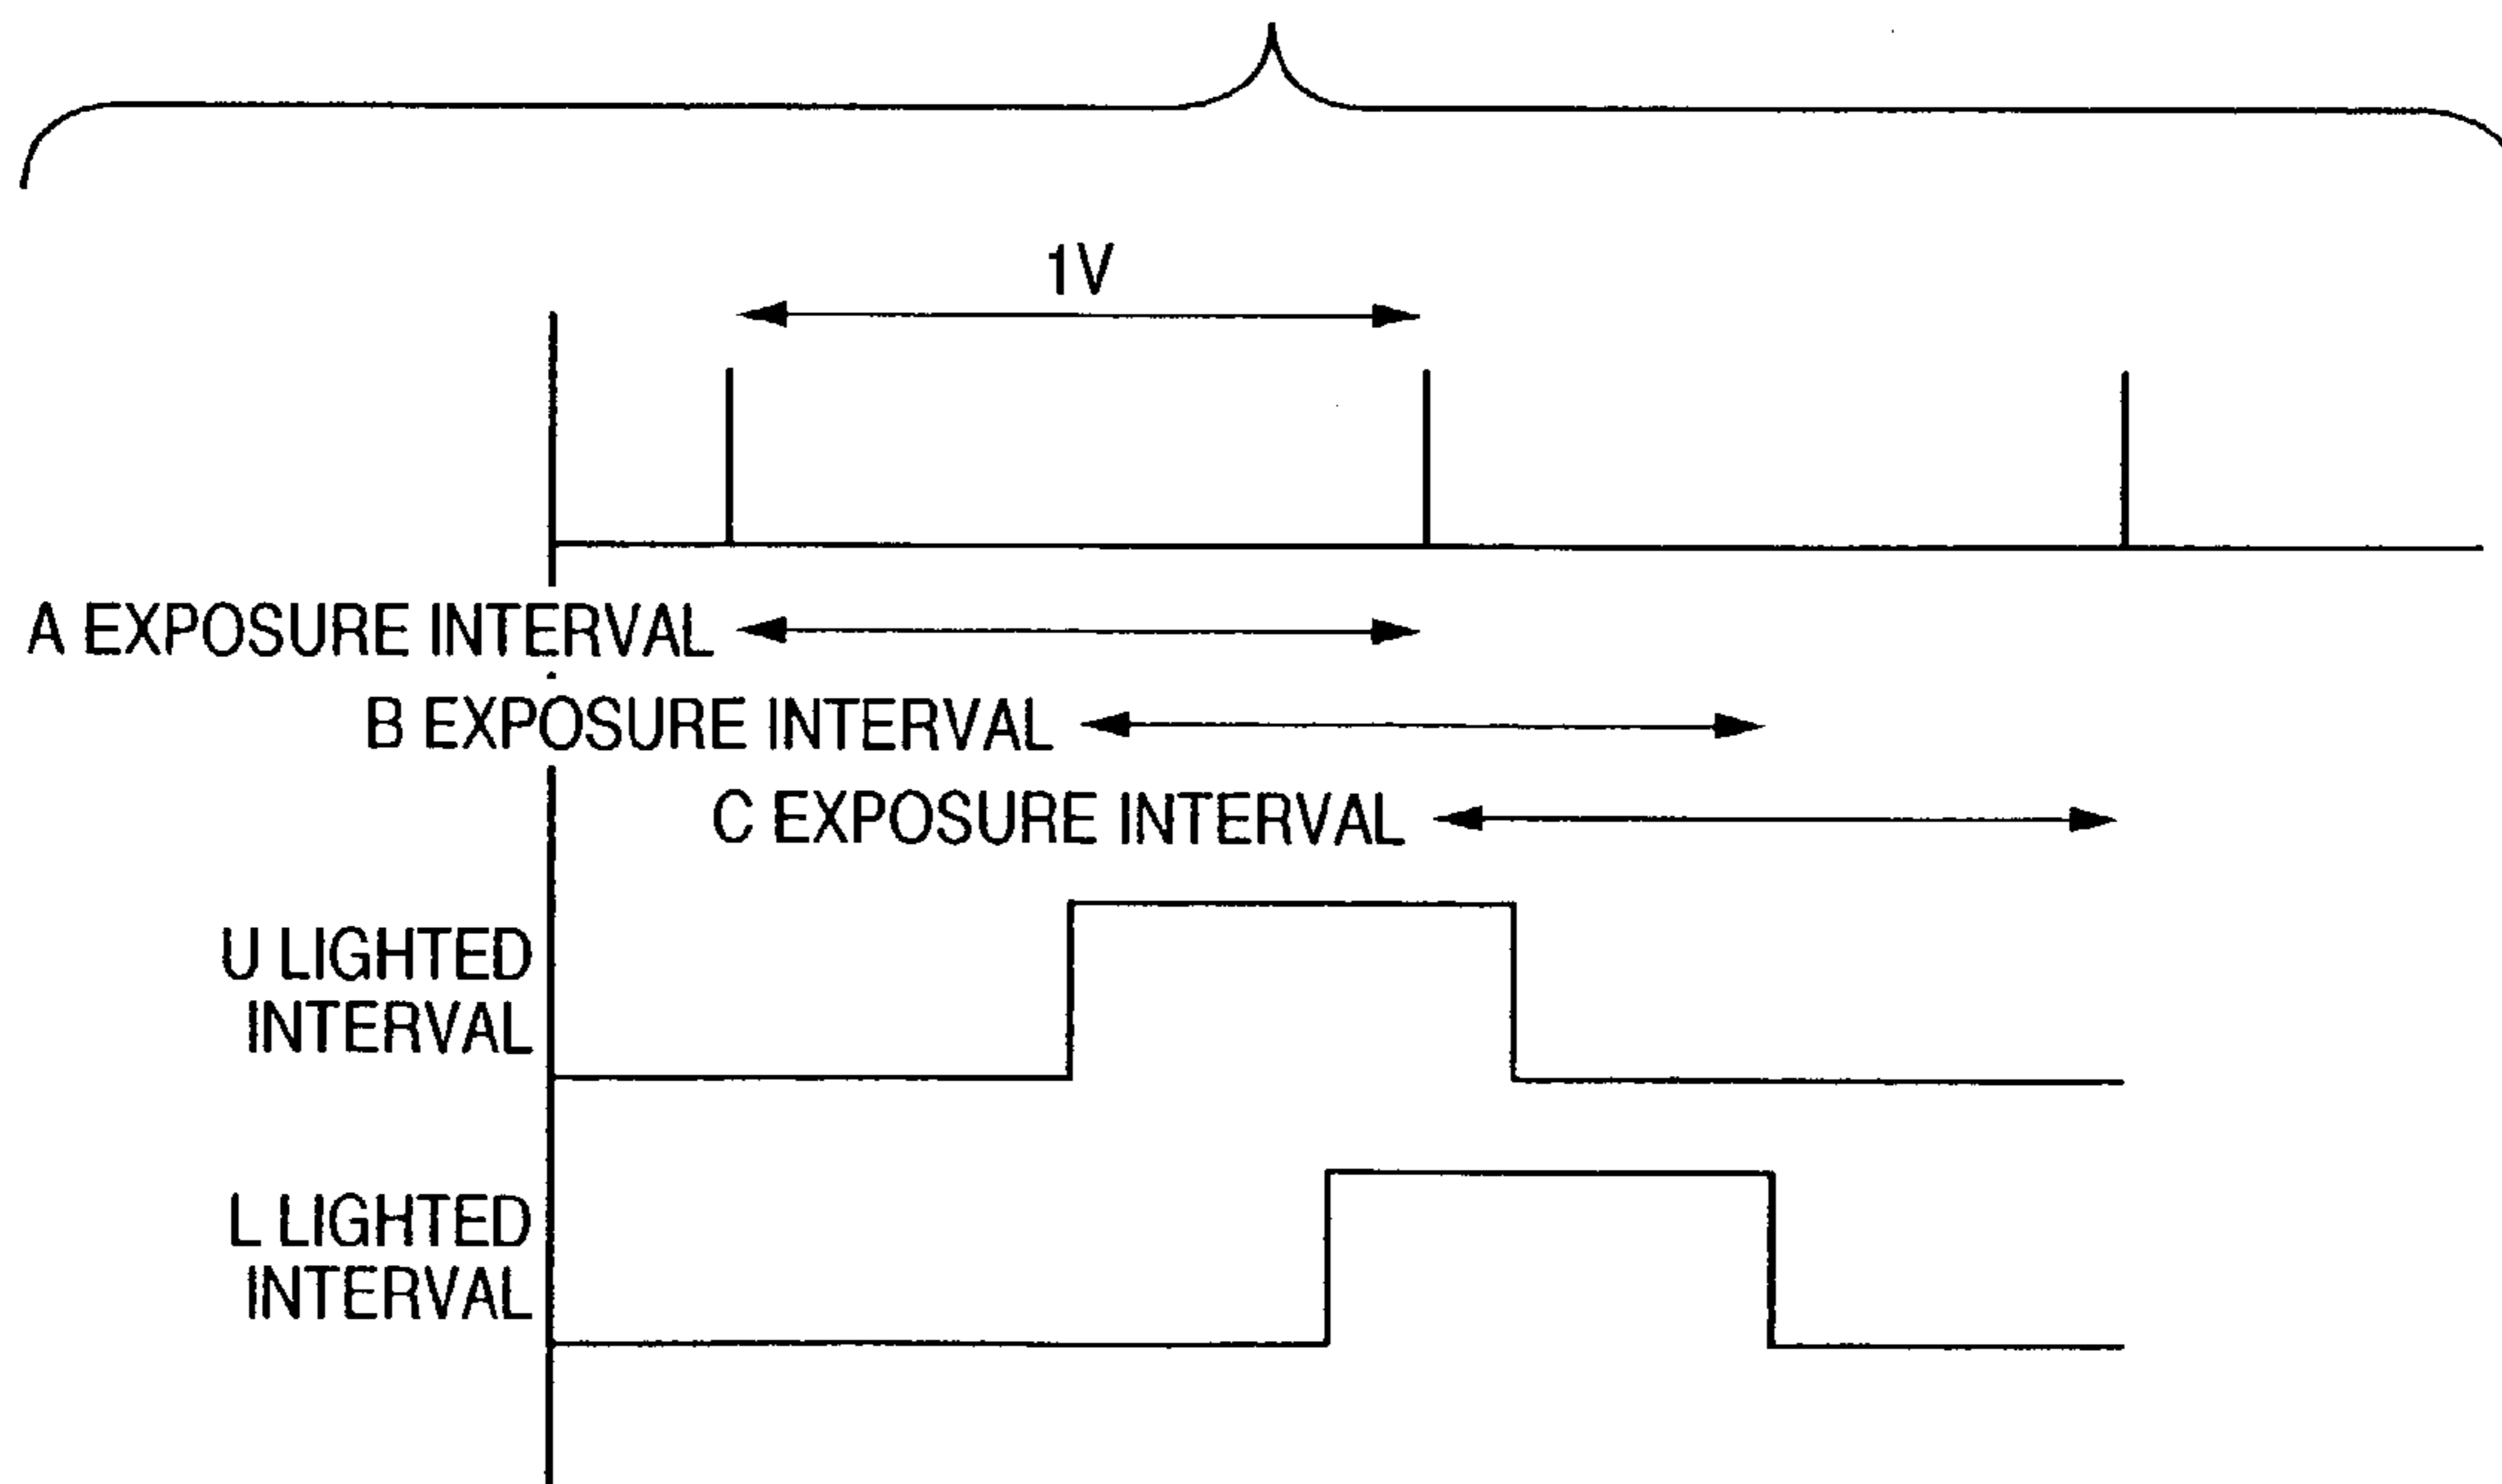 1V
A EXPOSURE INTERVAL
B EXPOSURE INTERVAL
C EXPOSURE INTERVAL
U LIGHTED
INTERVAL
L LIGHTED
INTERVAL